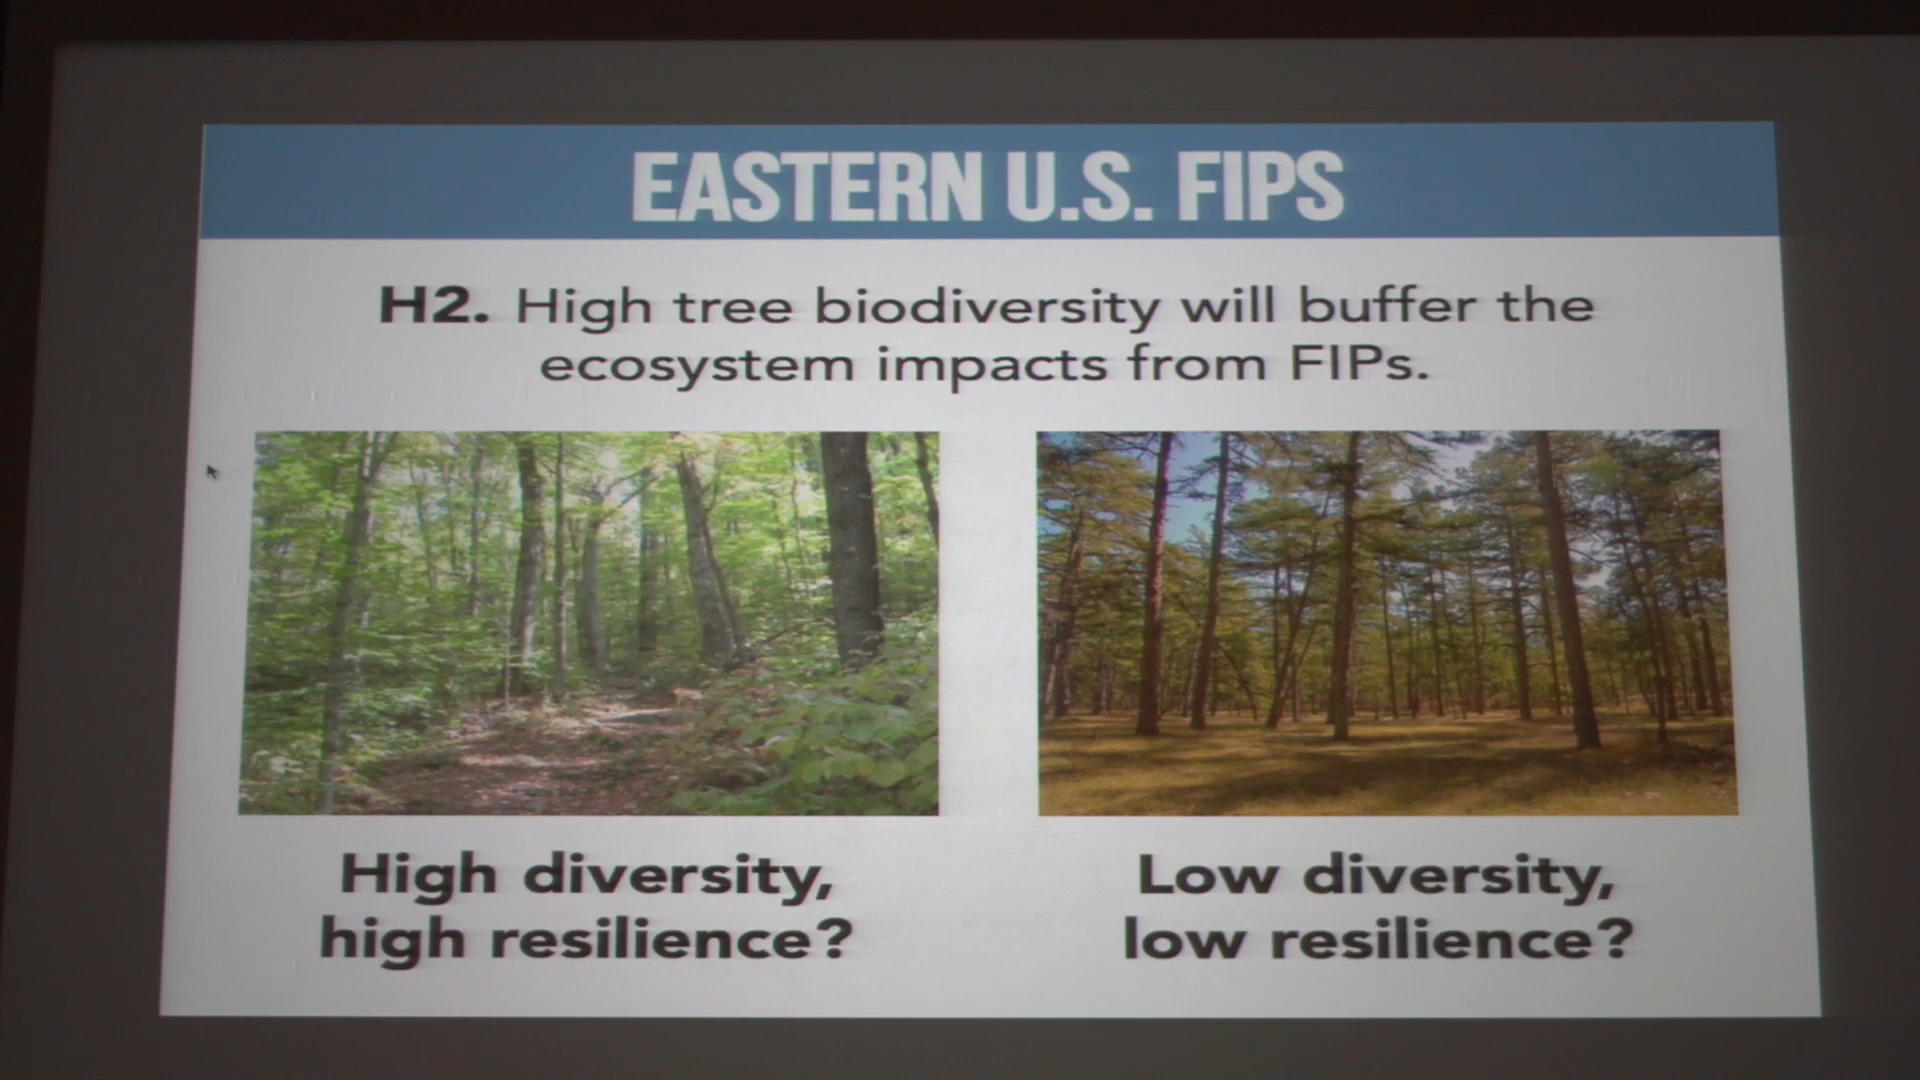 EASTERN U.S. FIPS
H2. High tree biodiversity will buffer the
ecosystem impacts from FIPs.
High diversity,
high resilience?
Low diversity,
low resilience?